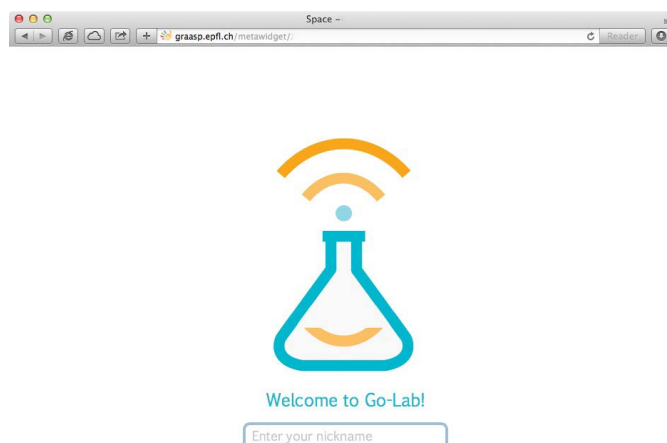 Space –
graasp.epfl.ch/metawidget/
Reader
Welcome to Go-Lab!
Enter your nickname